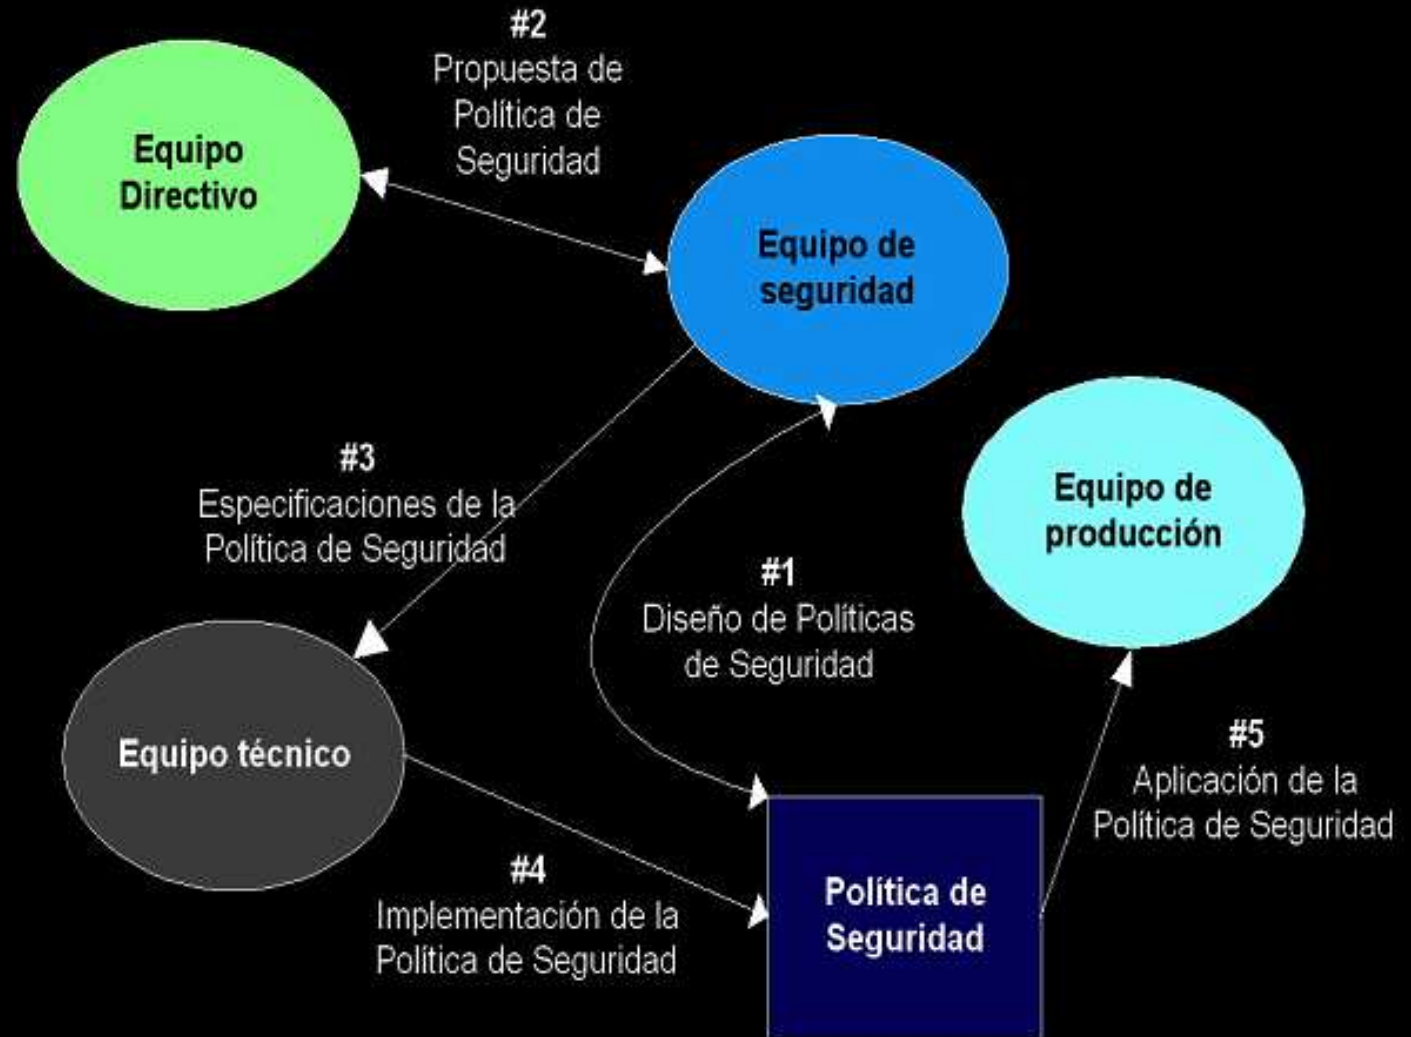 #2
Propuesta de
Política de
Seguridad
Equipo
Directivo
Equipo de
seguridad
#3
Especificaciones de la
Política de Seguridad
Equipo de
producción
#1
Diseño de Políticas
de Seguridad
Equipo técnico
#5
Aplicación de la
Política de Seguridad
#4
Implementación de la
Política de Seguridad
Política de
Seguridad